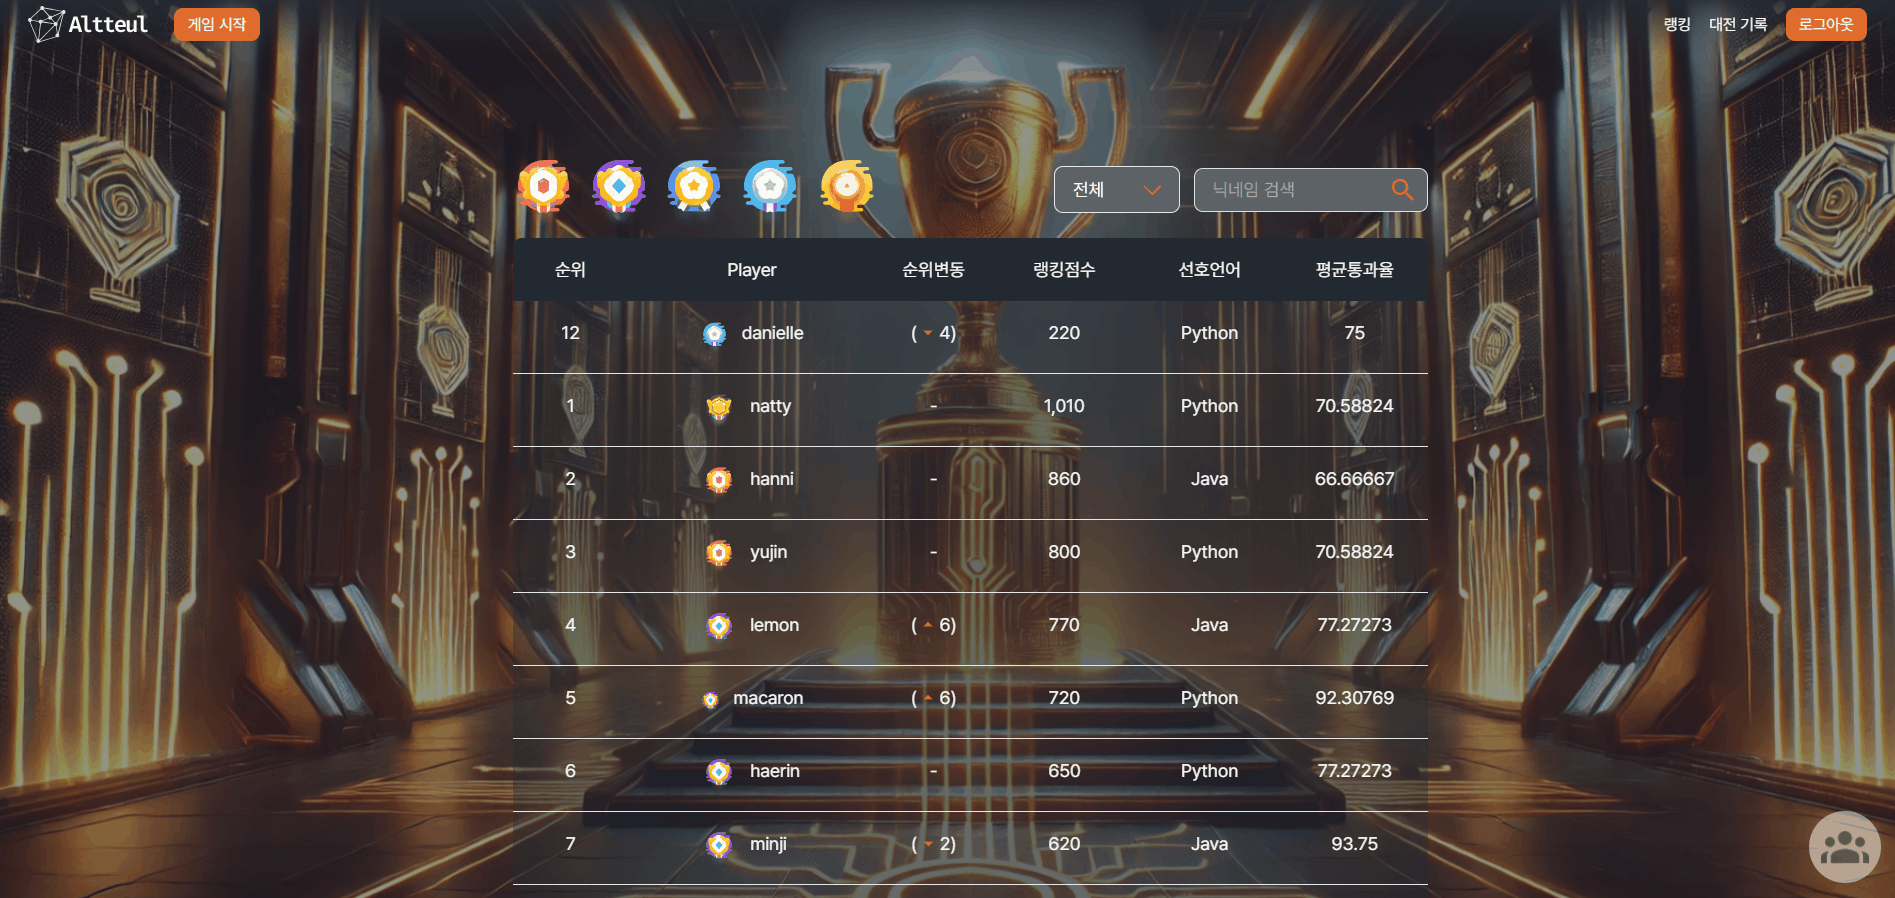 Altteul 게임 시작 랭킹 대전 기록 로그아웃
전체 닉네임 검색
순위 Player 순위변동 랭킹점수 선호언어 평균통과율
12 danielle (▼ 4) 220 Python 75
1 natty - 1,010 Python 70.58824
2 hanni - 860 Java 66.66667
3 yujin - 800 Python 70.58824
4 lemon (▲ 6) 770 Java 77.27273
5 macaron (▲ 6) 720 Python 92.30769
6 haerin - 650 Python 77.27273
7 minji (▼ 2) 620 Java 93.75